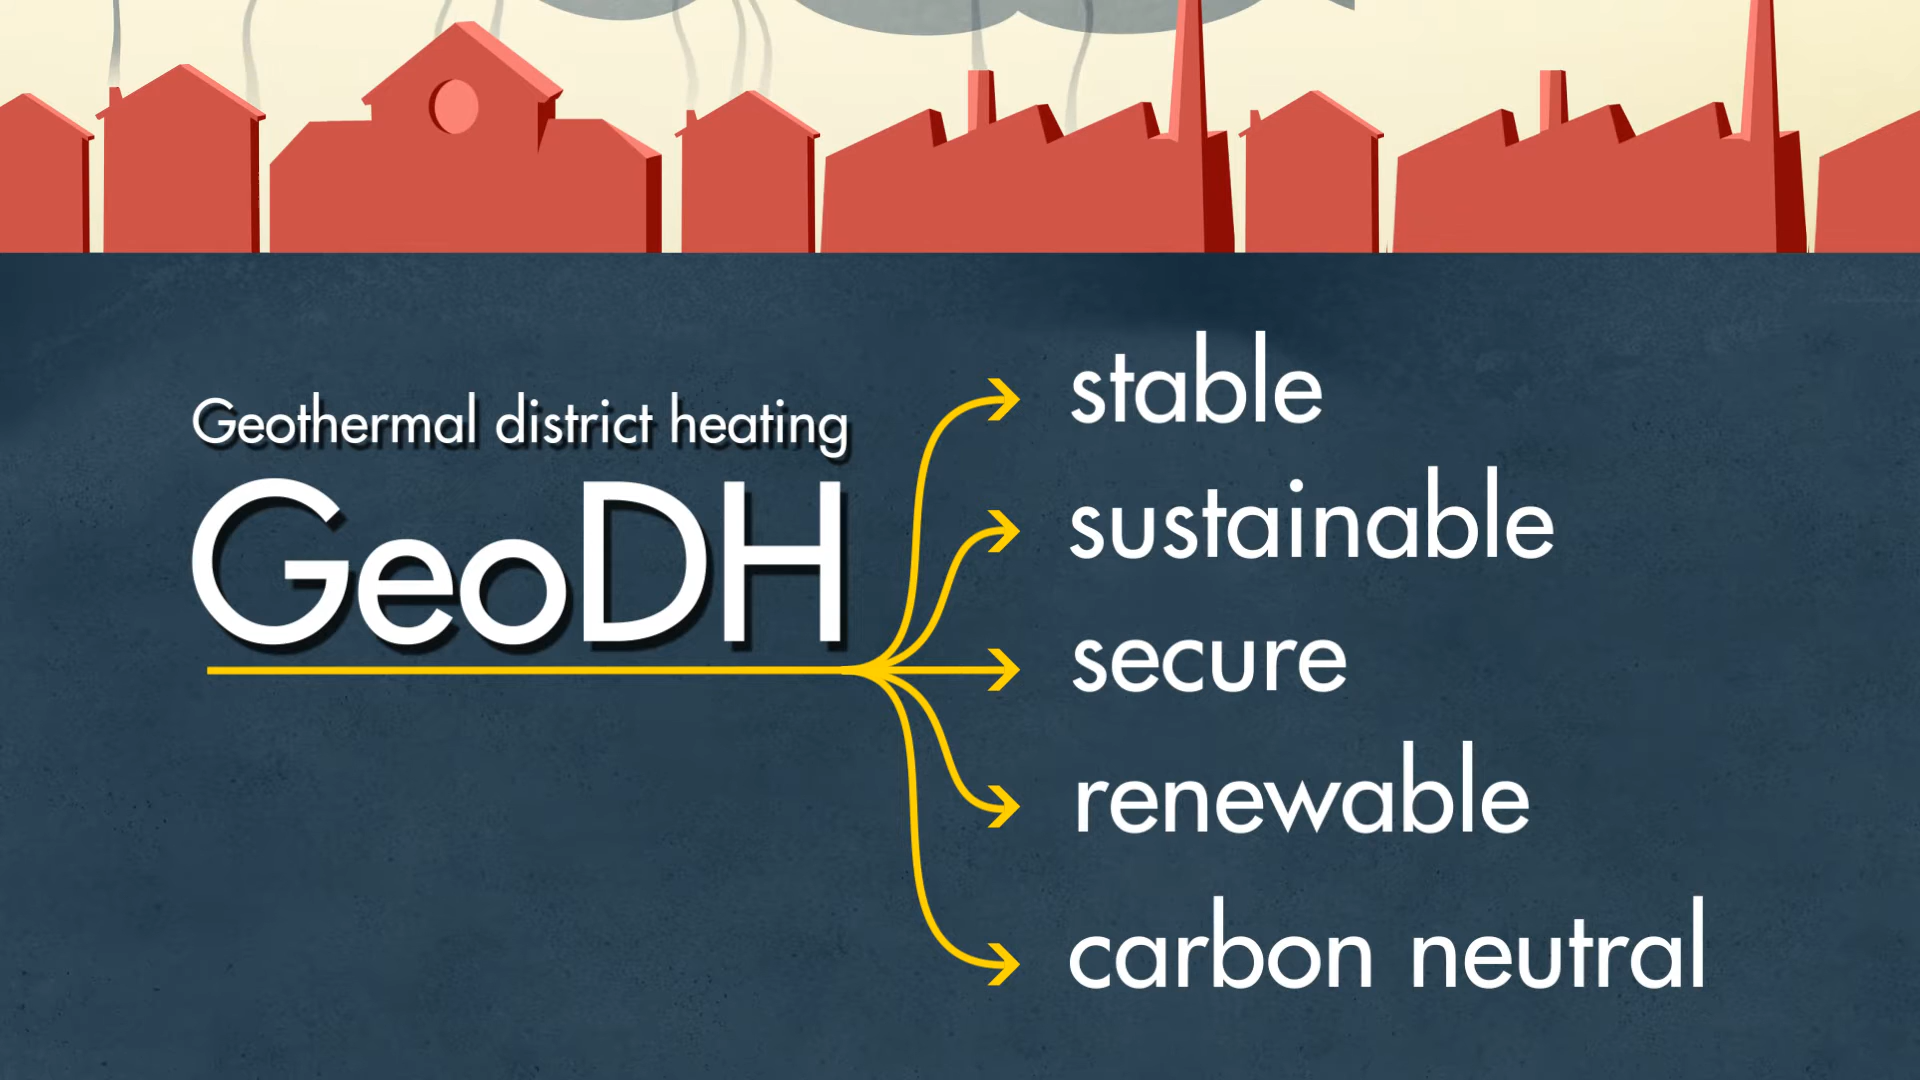 Geothermal district heating
GeoDH
stable
sustainable
secure
renewable
carbon neutral